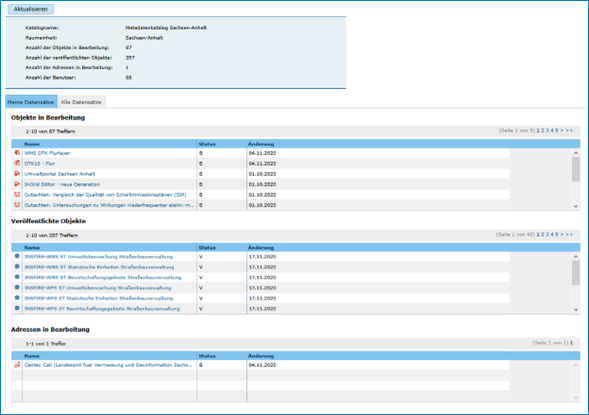 Aktualisieren
Katalogname: Metadatenkatalog Sachsen-Anhalt
Raumeinheit: Sachsen-Anhalt
Anzahl der Objekte in Bearbeitung: 87
Anzahl der veröffentlichten Objekte: 397
Anzahl der Adressen in Bearbeitung: 1
Anzahl der Benutzer: 68
Meine Datensätze Alle Datensätze
Objekte in Bearbeitung
1-10 von 87 Treffern (Seite 1 von 9) 1 2 3 4 5 > >>
Name Status Änderung
WMS DTK Flurlayer B 04.11.2020
DTK10 - Flur B 04.11.2020
Umweltportal Sachsen Anhalt B 01.10.2020
InGrid Editor - neue Generation B 01.10.2020
Gutachten: Vergleich der Qualität von Schallimmissionsplänen (SIP) B 01.10.2020
Gutachten: Untersuchungen zu Wirkungen niederfrequenter elektr.-m... B 01.10.2020
Veröffentlichte Objekte
1-10 von 397 Treffern (Seite 1 von 40) 1 2 3 4 5 > >>
Name Status Änderung
INSPIRE-WMS ST Umweltüberwachung Straßenbauverwaltung V 17.11.2020
INSPIRE-WMS ST Statistische Einheiten Straßenbauverwaltung V 17.11.2020
INSPIRE-WMS ST Bewirtschaftungsgebiete Straßenbauverwaltung V 17.11.2020
INSPIRE-WFS ST Umweltüberwachung Straßenbauverwaltung V 17.11.2020
INSPIRE-WFS ST Statistische Einheiten Straßenbauverwaltung V 17.11.2020
INSPIRE-WFS ST Bewirtschaftungsgebiete Straßenbauverwaltung V 17.11.2020
Adressen in Bearbeitung
1-1 von 1 Treffer (Seite 1 von 1) 1
Name Status Änderung
Center, Call (Landesamt fuer Vermessung und Geoinformation Sachs... B 04.11.2020